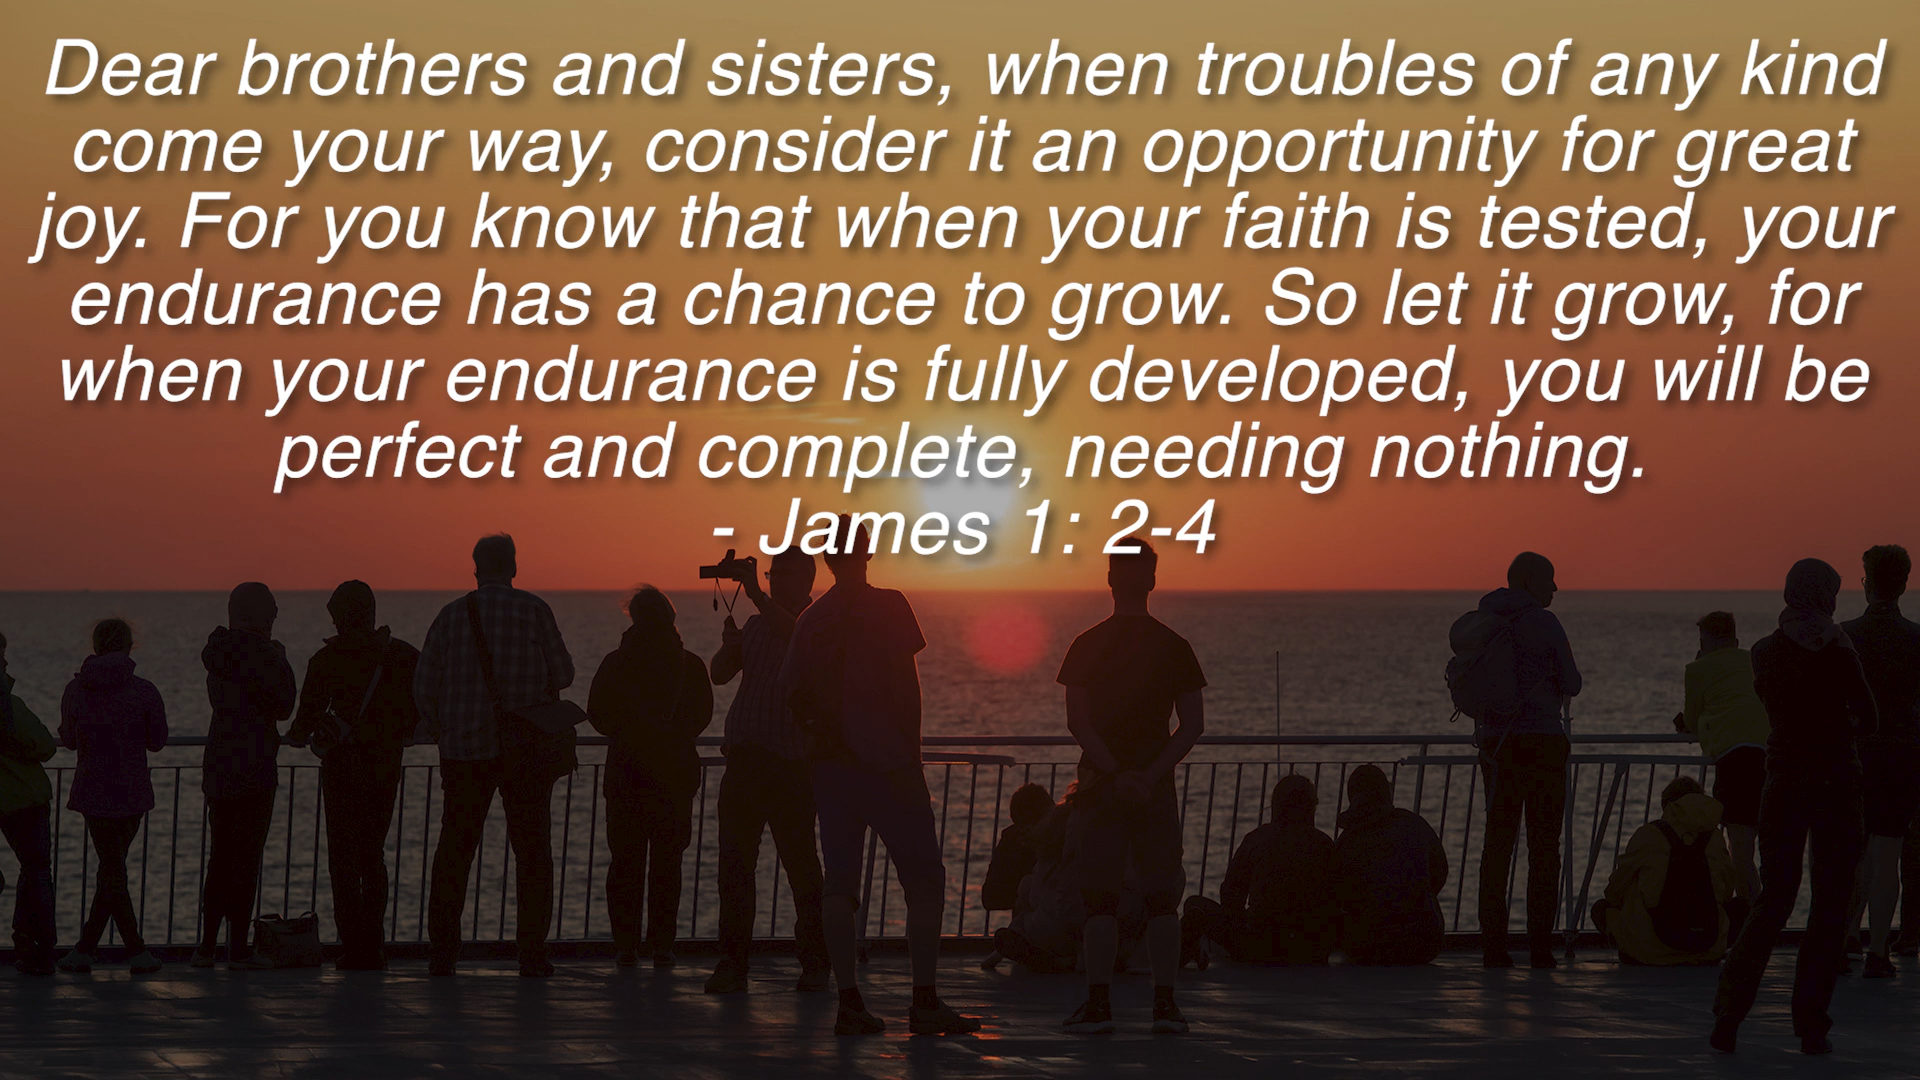 Dear brothers and sisters, when troubles of any kind
come your way, consider it an opportunity for great
joy. For you know that when your faith is tested, your
endurance has a chance to grow. So let it grow, for
when your endurance is fully developed, you will be
perfect and complete, needing nothing.
- James 1: 2-4